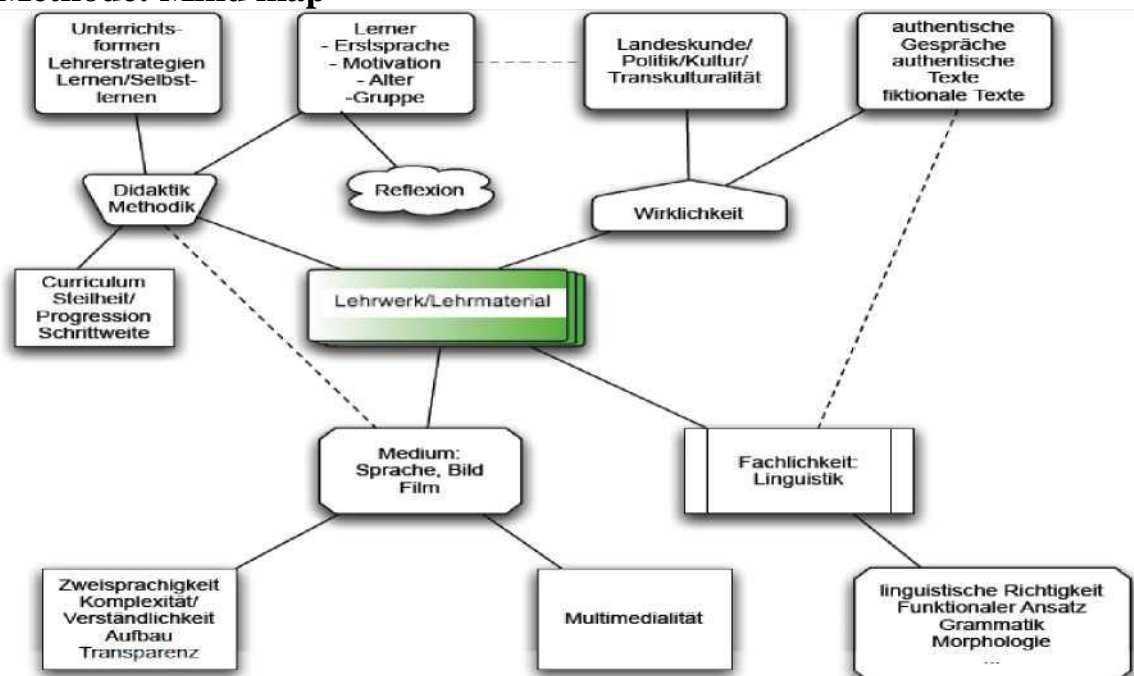 Methode: Mind map
Unterrichts-
formen
Lehrerstrategien
Lernen/Selbst-
lernen
Lerner
- Erstsprache
- Motivation
- Alter
-Gruppe
Landeskunde/
Politik/Kultur/
Transkulturalität
authentische
Gespräche
authentische
Texte
fiktionale Texte
Didaktik
Methodik
Reflexion
Wirklichkeit
Curriculum
Steilheit/
Progression
Schrittweite
Lehrwerk/Lehrmaterial
Medium:
Sprache, Bild
Film
Fachlichkeit:
Linguistik
Zweisprachigkeit
Komplexität/
Verständlichkeit
Aufbau
Transparenz
Multimedialität
linguistische Richtigkeit
Funktionaler Ansatz
Grammatik
Morphologie
...